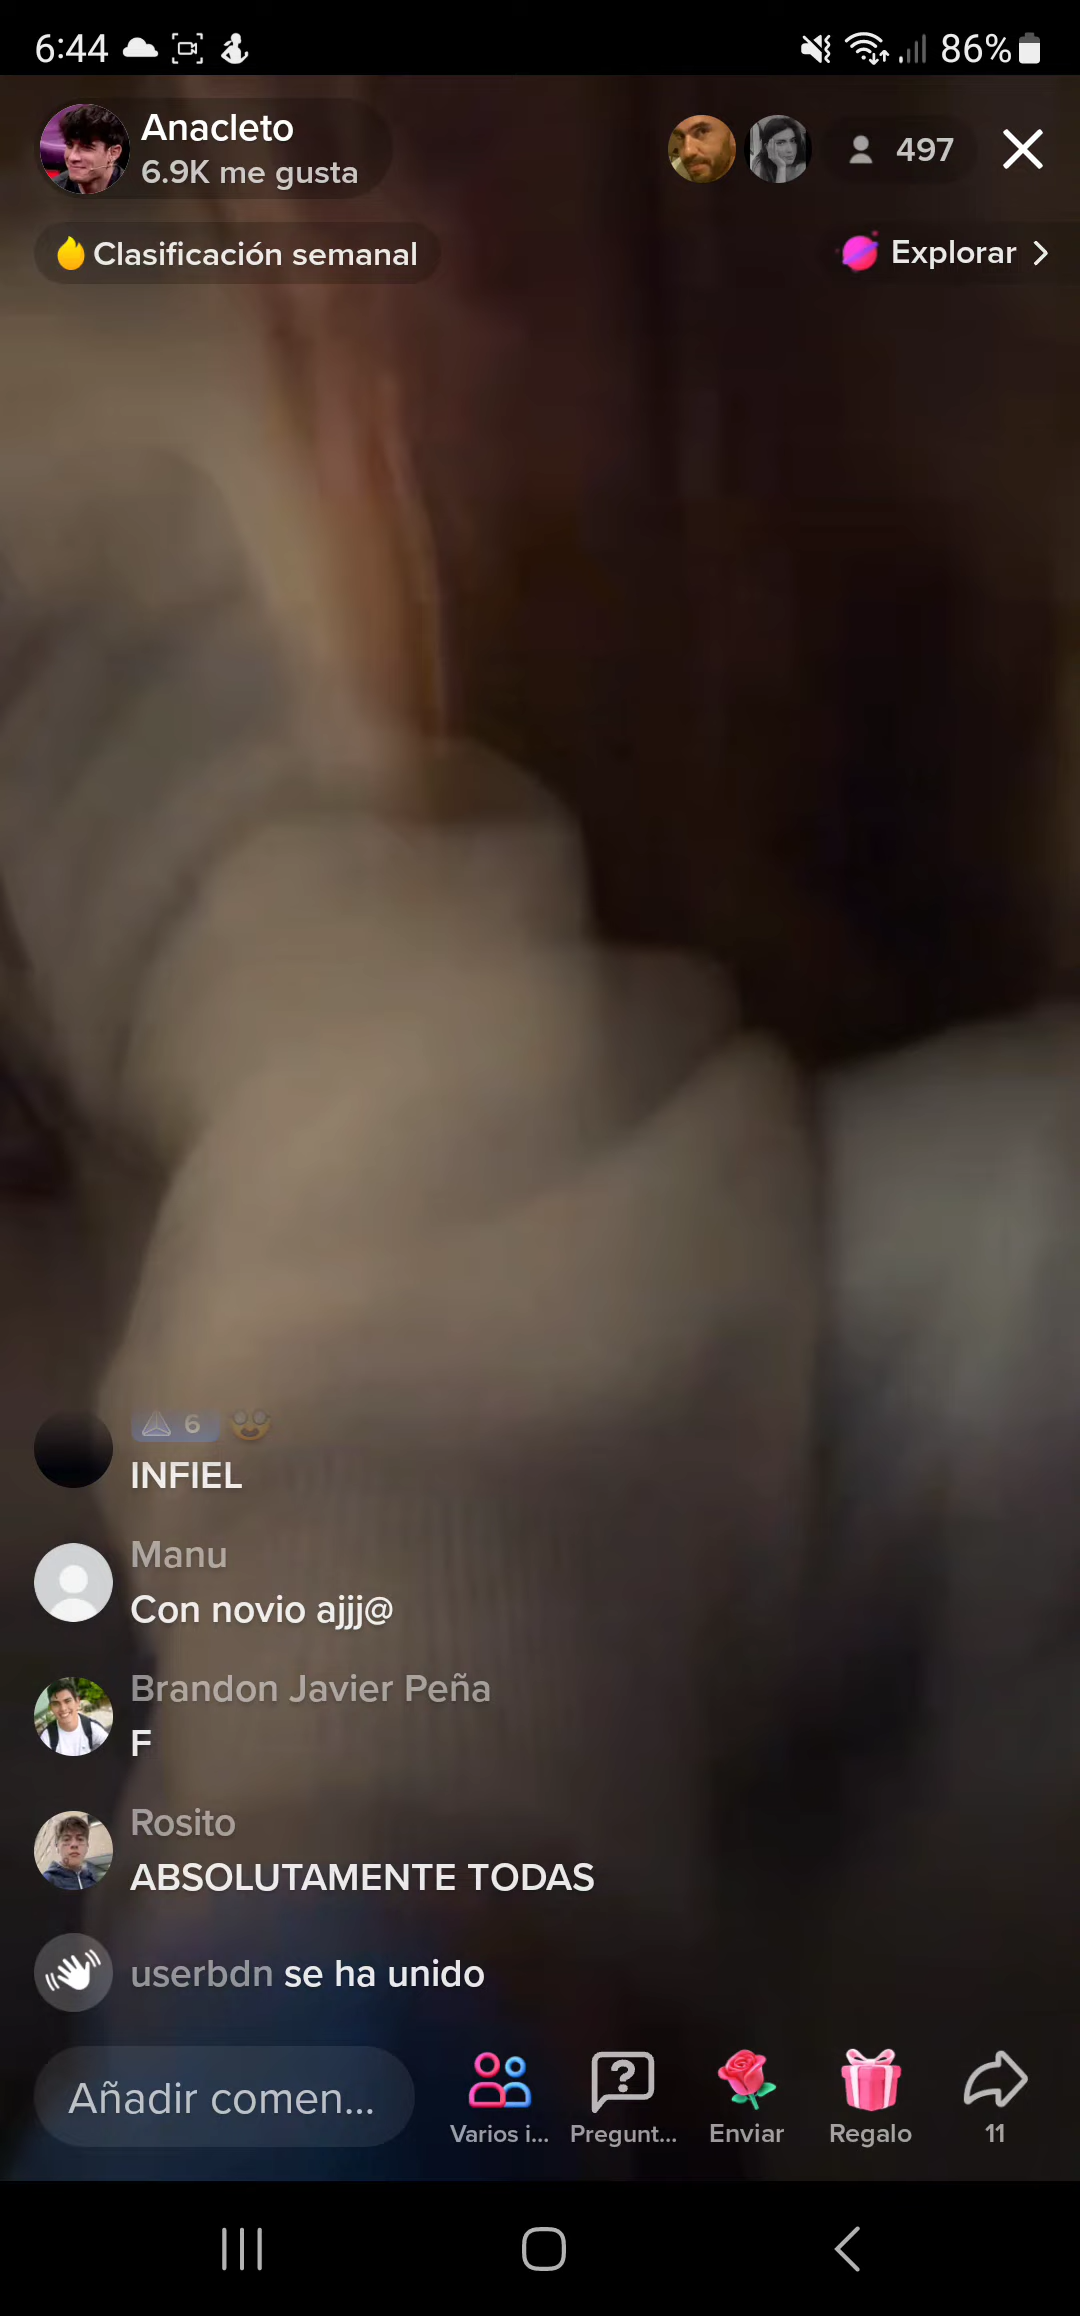 6:44
86%
Anacleto
6.9K me gusta
497
Clasificación semanal
Explorar
6
INFIEL
Manu
Con novio ajjj@
Brandon Javier Peña
F
Rosito
ABSOLUTAMENTE TODAS
userbdn se ha unido
Añadir comen...
Varios i...
Pregunt...
Enviar
Regalo
11